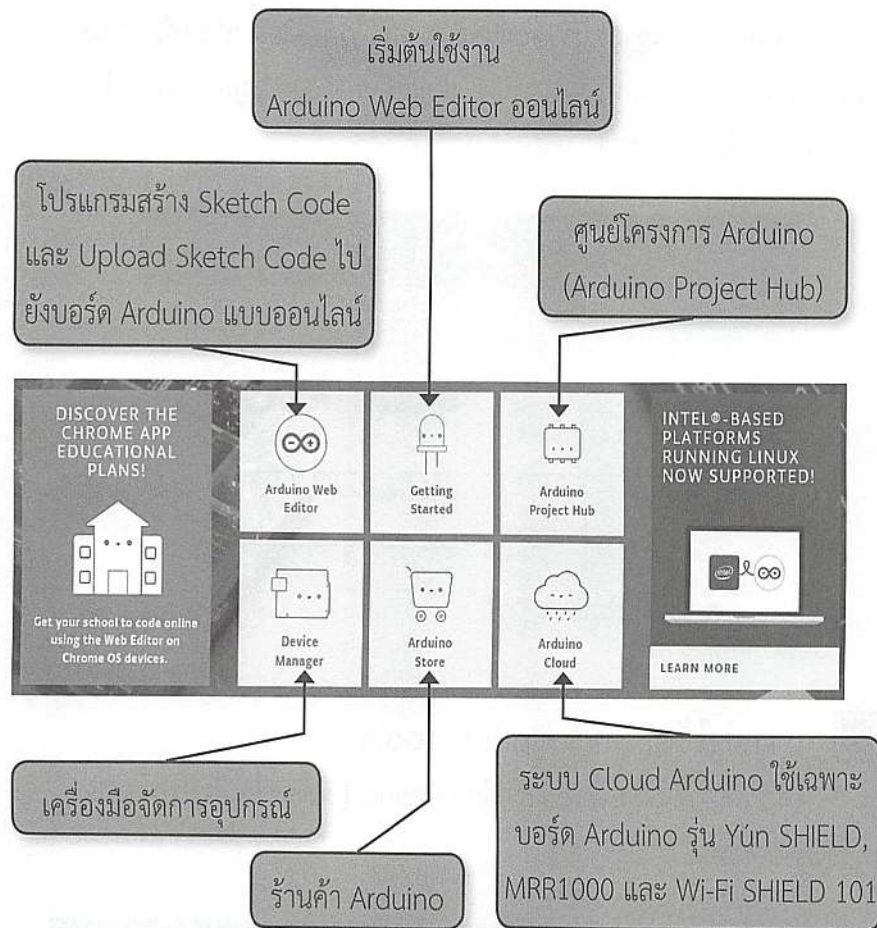 เริ่มต้นใช้งาน
Arduino Web Editor ออนไลน์
โปรแกรมสร้าง Sketch Code
และ Upload Sketch Code ไป
ยังบอร์ด Arduino แบบออนไลน์
ศูนย์โครงการ Arduino
(Arduino Project Hub)
DISCOVER THE
CHROME APP
EDUCATIONAL
PLANS!
Get your school to code online
using the Web Editor on
Chrome OS devices.
Arduino Web
Editor
Getting
Started
Arduino
Project Hub
Device
Manager
Arduino
Store
Arduino
Cloud
INTEL®-BASED
PLATFORMS
RUNNING LINUX
NOW SUPPORTED!
intel
LEARN MORE
เครื่องมือจัดการอุปกรณ์
ร้านค้า Arduino
ระบบ Cloud Arduino ใช้เฉพาะ
บอร์ด Arduino รุ่น Yún SHIELD,
MRR1000 และ Wi-Fi SHIELD 101